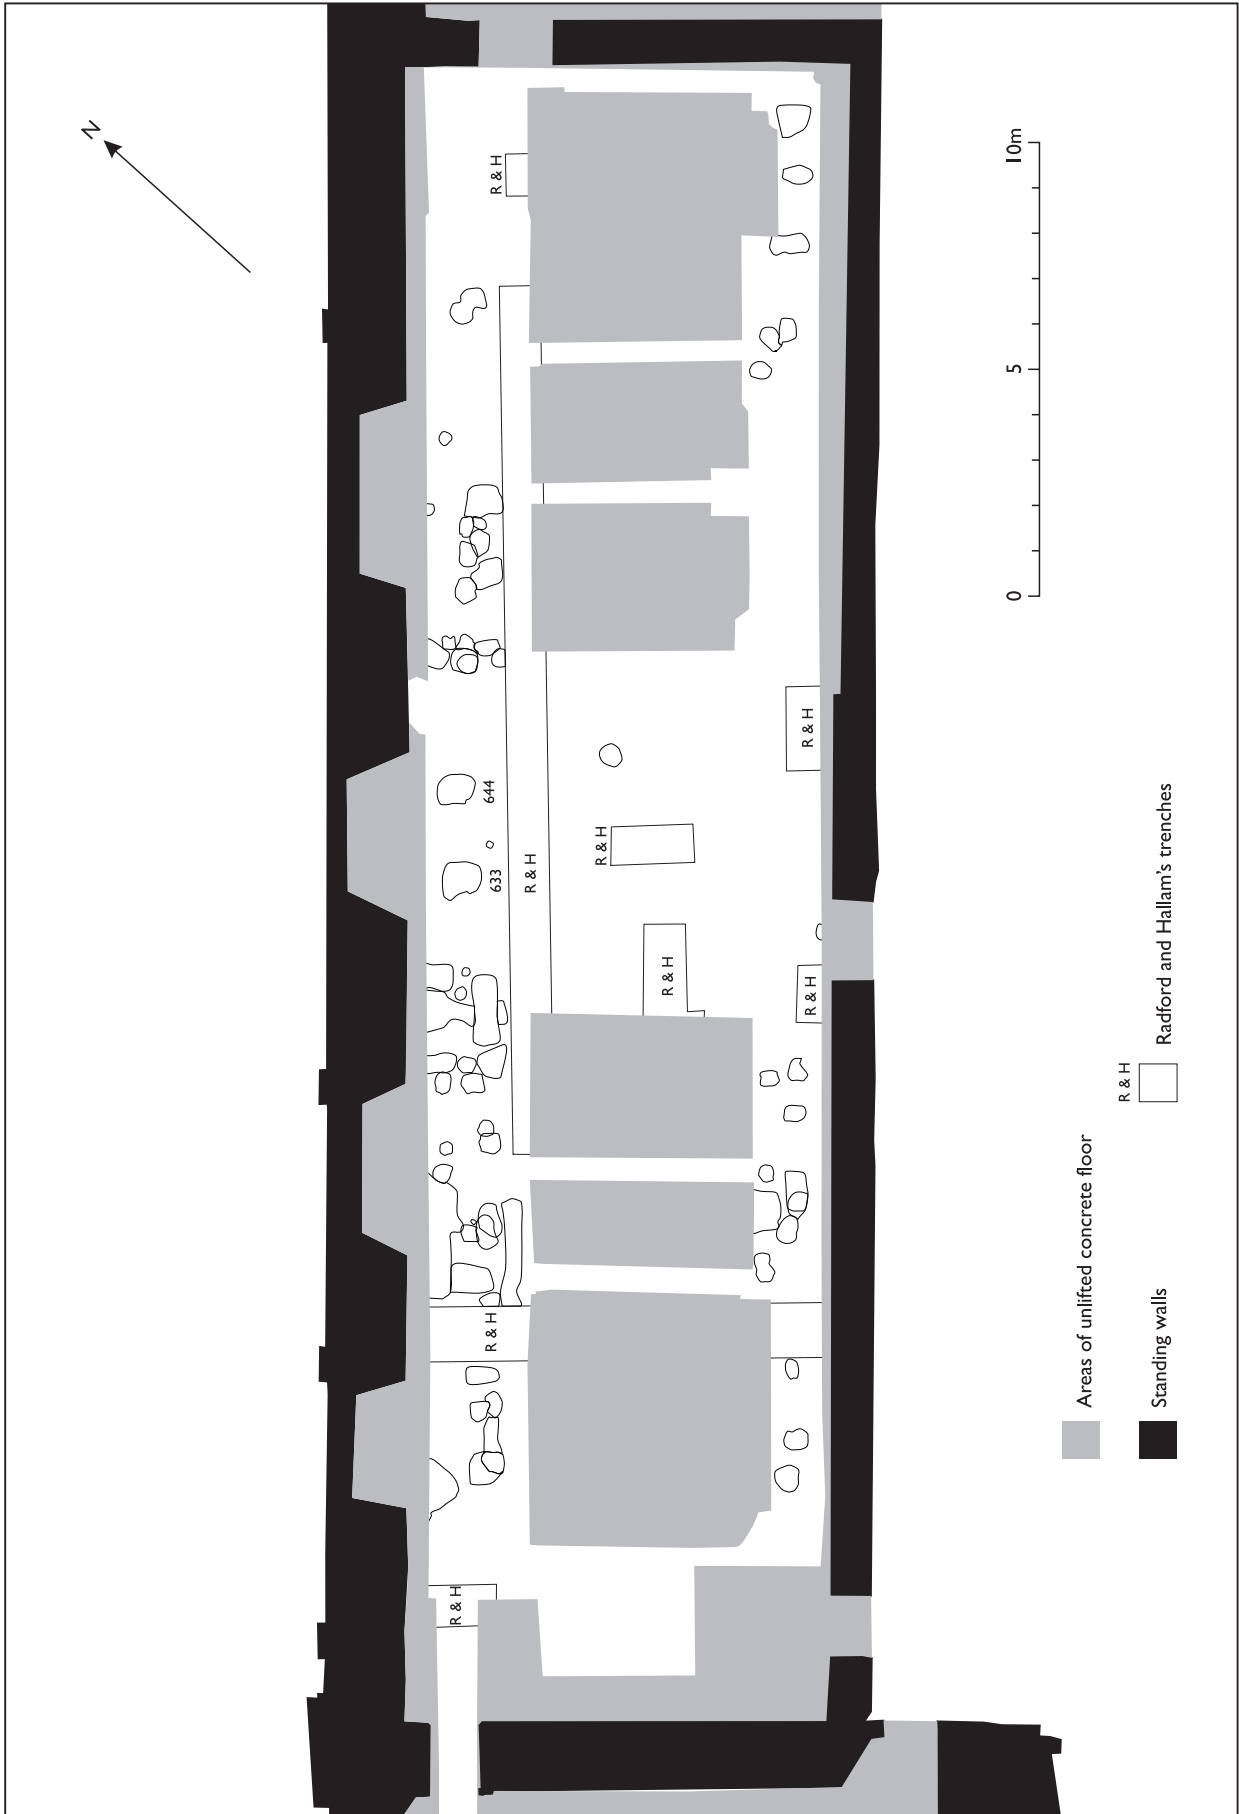 N
R & H
R & H
644
633
R & H
R & H
R & H
R & H
R & H
R & H
0
5
10m
Areas of unlifted concrete floor
Standing walls
R & H
Radford and Hallam's trenches